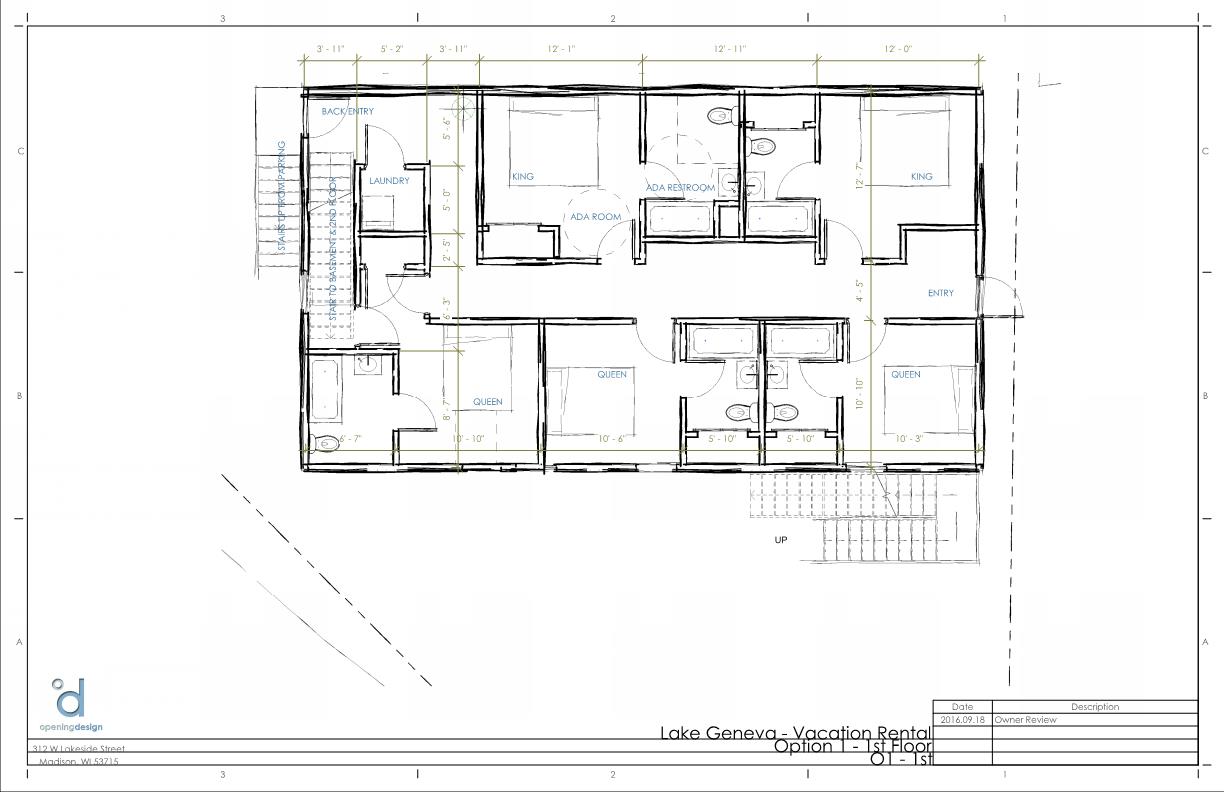 3 2 1
3' - 11" 5' - 2" 3' - 11" 12' - 1" 12' - 11" 12' - 0"
BACK ENTRY
5' - 6"
C C
STAIRS UP FROM PARKING
LAUNDRY
KING
ADA RESTROOM
12' - 7"
KING
5' - 0"
ADA ROOM
STAIR TO BASEMENT & 2ND FLOOR
2' 5"
6' - 3"
4' - 5"
ENTRY
QUEEN
QUEEN
QUEEN
B B
8' - 7"
10' - 10"
6' - 7" 10' - 10" 10' - 6" 5' - 10" 5' - 10" 10' - 3"
UP
A A
opening design
312 W Lakeside Street
Madison, WI 53715
Lake Geneva - Vacation Rental
Option 1 - 1st Floor
O1 - 1st
Date Description
2016.09.18 Owner Review
3 2 1